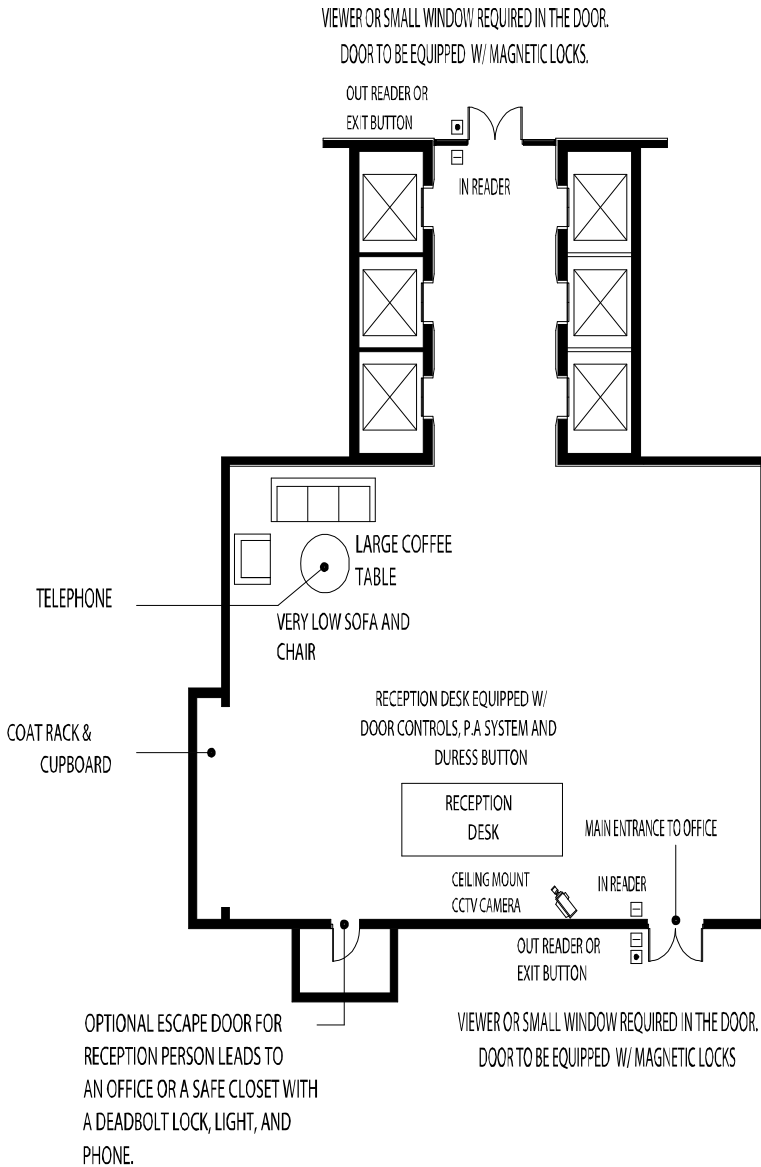 VIEWER OR SMALL WINDOW REQUIRED IN THE DOOR.
DOOR TO BE EQUIPPED W/ MAGNETIC LOCKS.
OUT READER OR
EXIT BUTTON
IN READER
LARGE COFFEE
TABLE
TELEPHONE
VERY LOW SOFA AND
CHAIR
RECEPTION DESK EQUIPPED W/
DOOR CONTROLS, P.A SYSTEM AND
DURESS BUTTON
COAT RACK &
CUPBOARD
RECEPTION
DESK
MAIN ENTRANCE TO OFFICE
CEILING MOUNT
CCTV CAMERA
IN READER
OUT READER OR
EXIT BUTTON
OPTIONAL ESCAPE DOOR FOR
RECEPTION PERSON LEADS TO
AN OFFICE OR A SAFE CLOSET WITH
A DEADBOLT LOCK, LIGHT, AND
PHONE.
VIEWER OR SMALL WINDOW REQUIRED IN THE DOOR.
DOOR TO BE EQUIPPED W/ MAGNETIC LOCKS